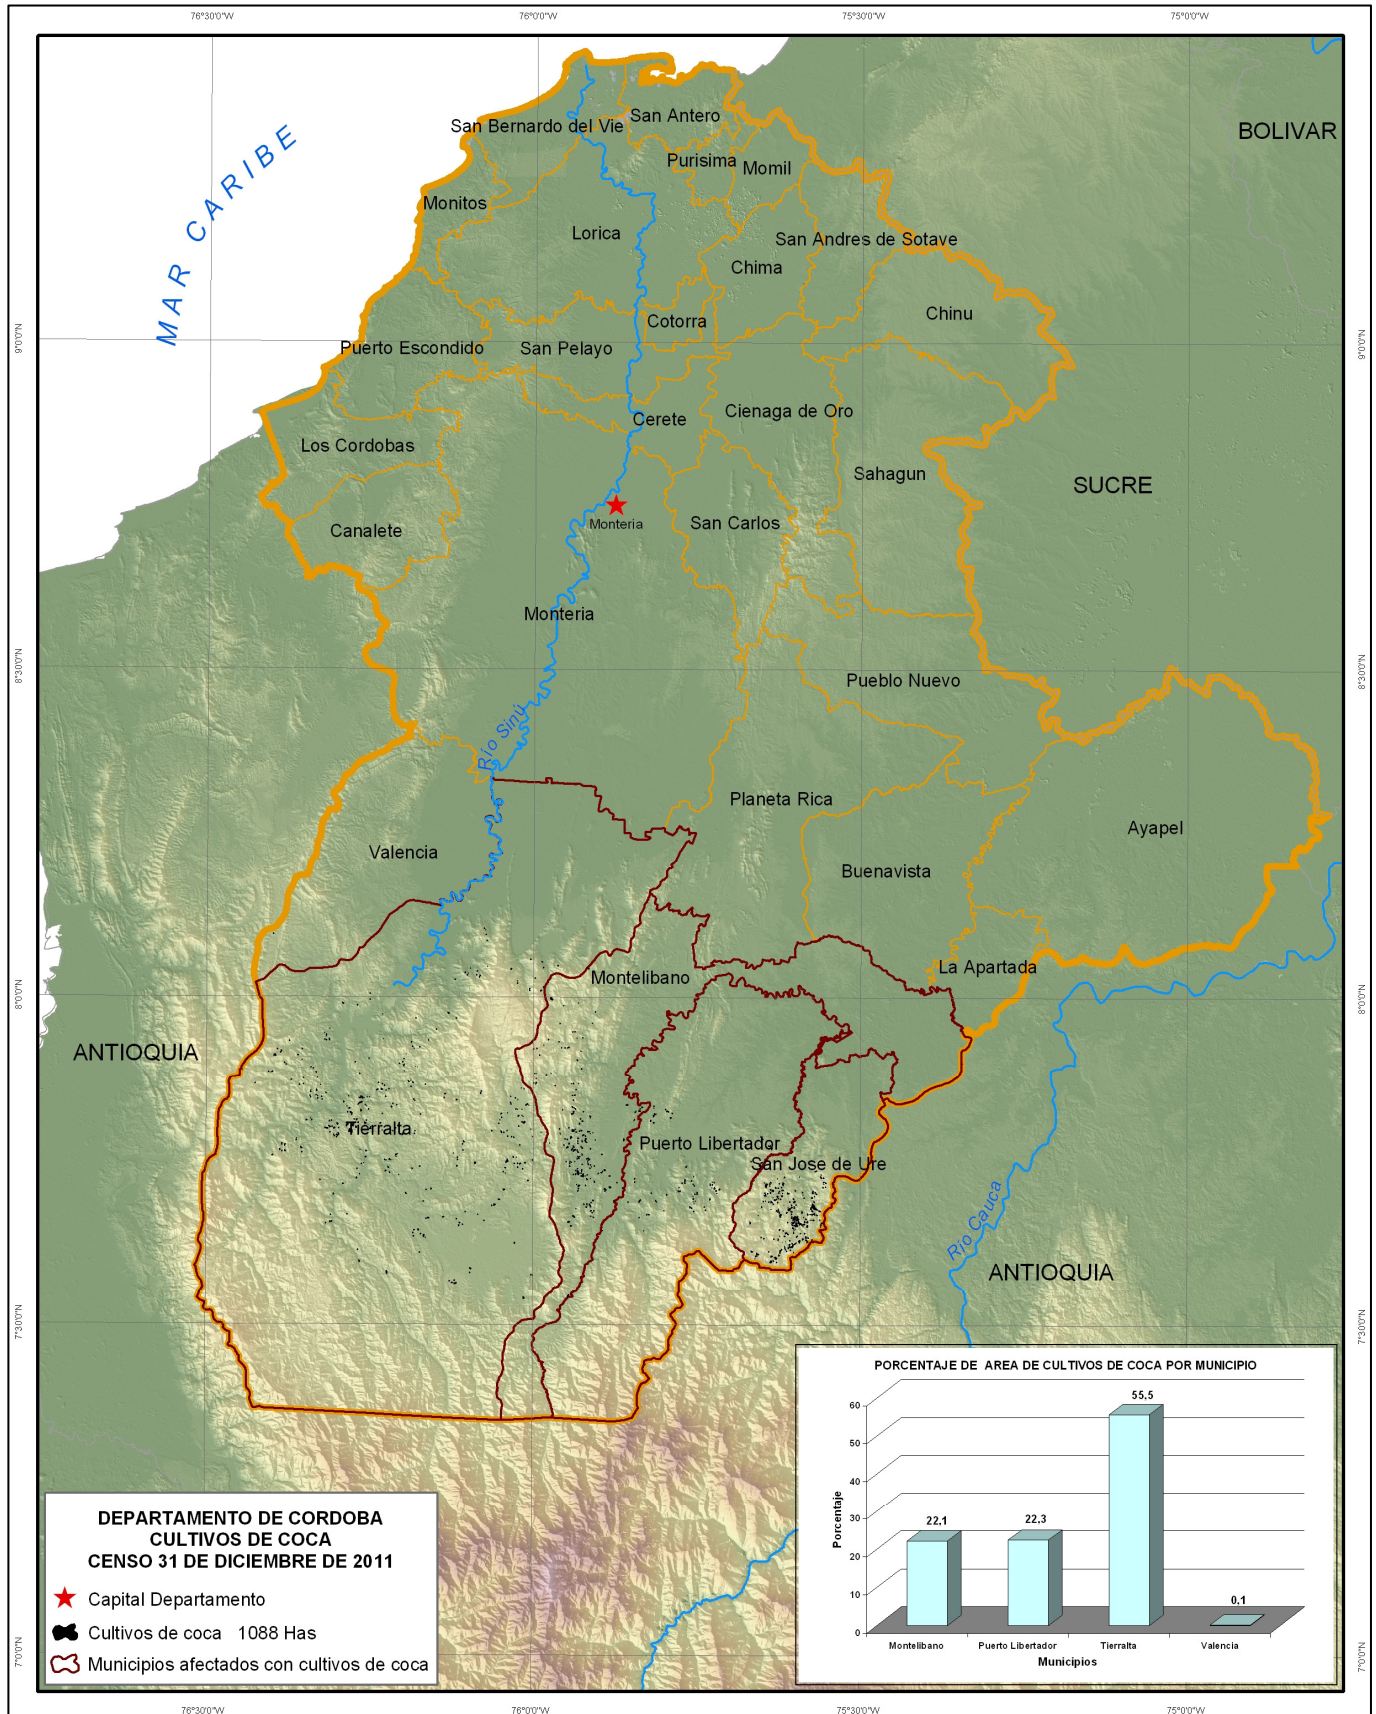 76°30'0"W
76°0'0"W
75°30'0"W
75°0'0"W
MAR CARIBE
BOLIVAR
San Antero
San Bernardo del Vie
Purisima
Momil
Monitos
Lorica
San Andres de Sotave
Chima
Chinu
Cotorra
9°0'0"N
9°0'0"N
Puerto Escondido
San Pelayo
Cienaga de Oro
Cerete
Los Cordobas
Sahagun
SUCRE
San Carlos
Monteria
Canalete
Monteria
8°30'0"N
8°30'0"N
Pueblo Nuevo
Río Sinú
Planeta Rica
Ayapel
Valencia
Buenavista
La Apartada
Montelibano
8°0'0"N
8°0'0"N
ANTIOQUIA
Tierralta
Puerto Libertador
San Jose de Ure
Río Cauca
ANTIOQUIA
7°30'0"N
7°30'0"N
PORCENTAJE DE AREA DE CULTIVOS DE COCA POR MUNICIPIO
60
50
40
30
20
10
0
Porcentaje
22,1
22,3
55,5
0,1
Montelibano
Puerto Libertador
Tierralta
Valencia
Municipios
DEPARTAMENTO DE CORDOBA
CULTIVOS DE COCA
CENSO 31 DE DICIEMBRE DE 2011
Capital Departamento
Cultivos de coca 1088 Has
Municipios afectados con cultivos de coca
7°0'0"N
7°0'0"N
76°30'0"W
76°0'0"W
75°30'0"W
75°0'0"W